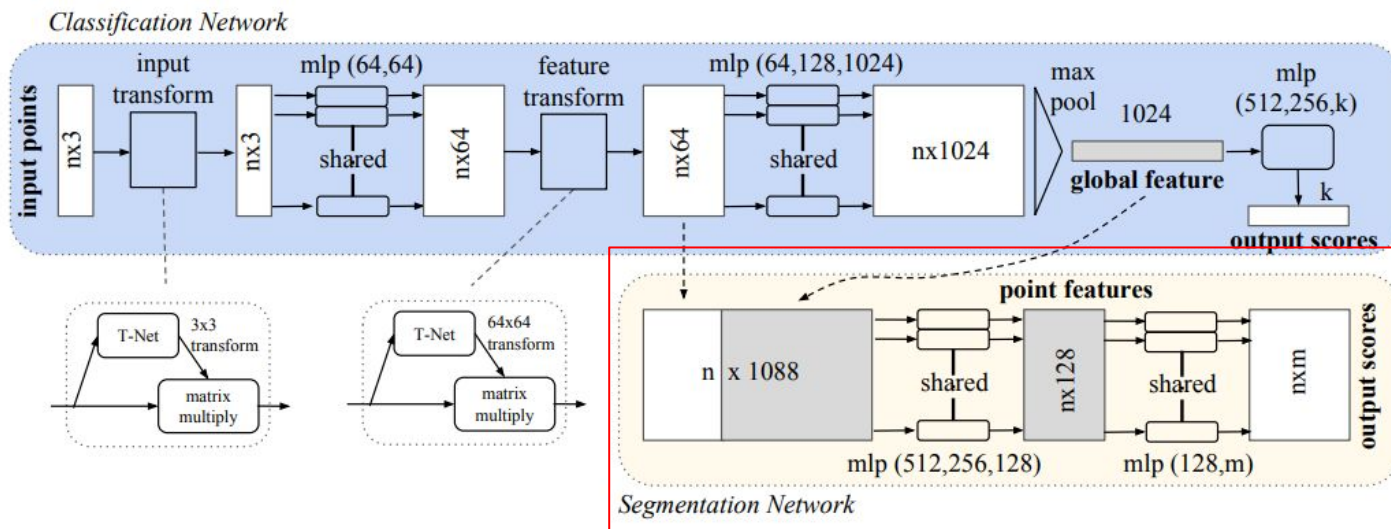 Classification Network
input points
nx3
input
transform
nx3
mlp (64,64)
shared
nx64
feature
transform
nx64
mlp (64,128,1024)
shared
nx1024
max
pool
1024
global feature
mlp
(512,256,k)
k
output scores
T-Net
3x3
transform
matrix
multiply
T-Net
64x64
transform
matrix
multiply
point features
n x 1088
shared
mlp (512,256,128)
nx128
shared
mlp (128,m)
nxm
output scores
Segmentation Network